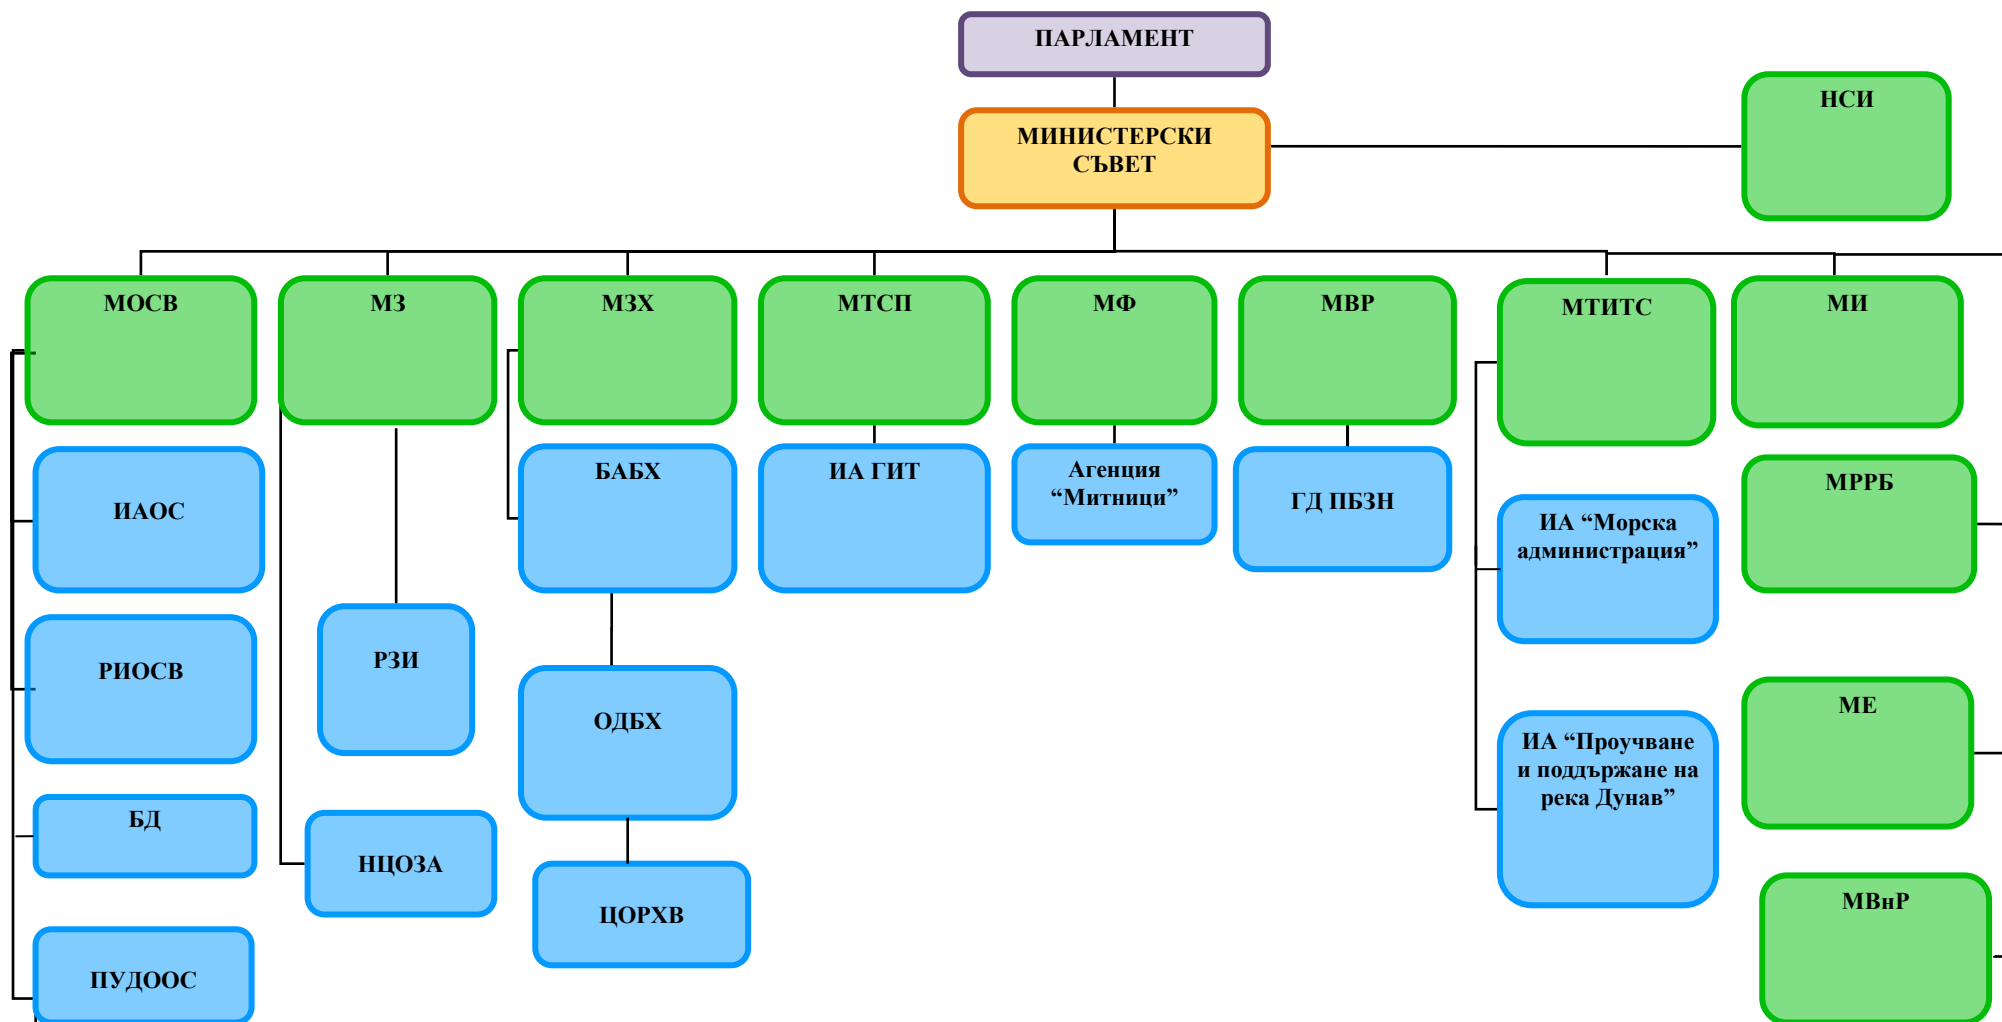 ПАРЛАМЕНТ
МИНИСТЕРСКИ
СЪВЕТ
НСИ
МОСВ
МЗ
МЗХ
МТСП
МФ
МВР
МТИТС
МИ
ИАОС
БАБХ
ИА ГИТ
Агенция
“Митници”
ГД ПБЗН
ИА “Морска
администрация”
МРРБ
РИОСВ
РЗИ
ОДБХ
ИА “Проучване
и поддържане на
река Дунав”
МЕ
БД
НЦОЗА
ЦОРХВ
МВнР
ПУДООС